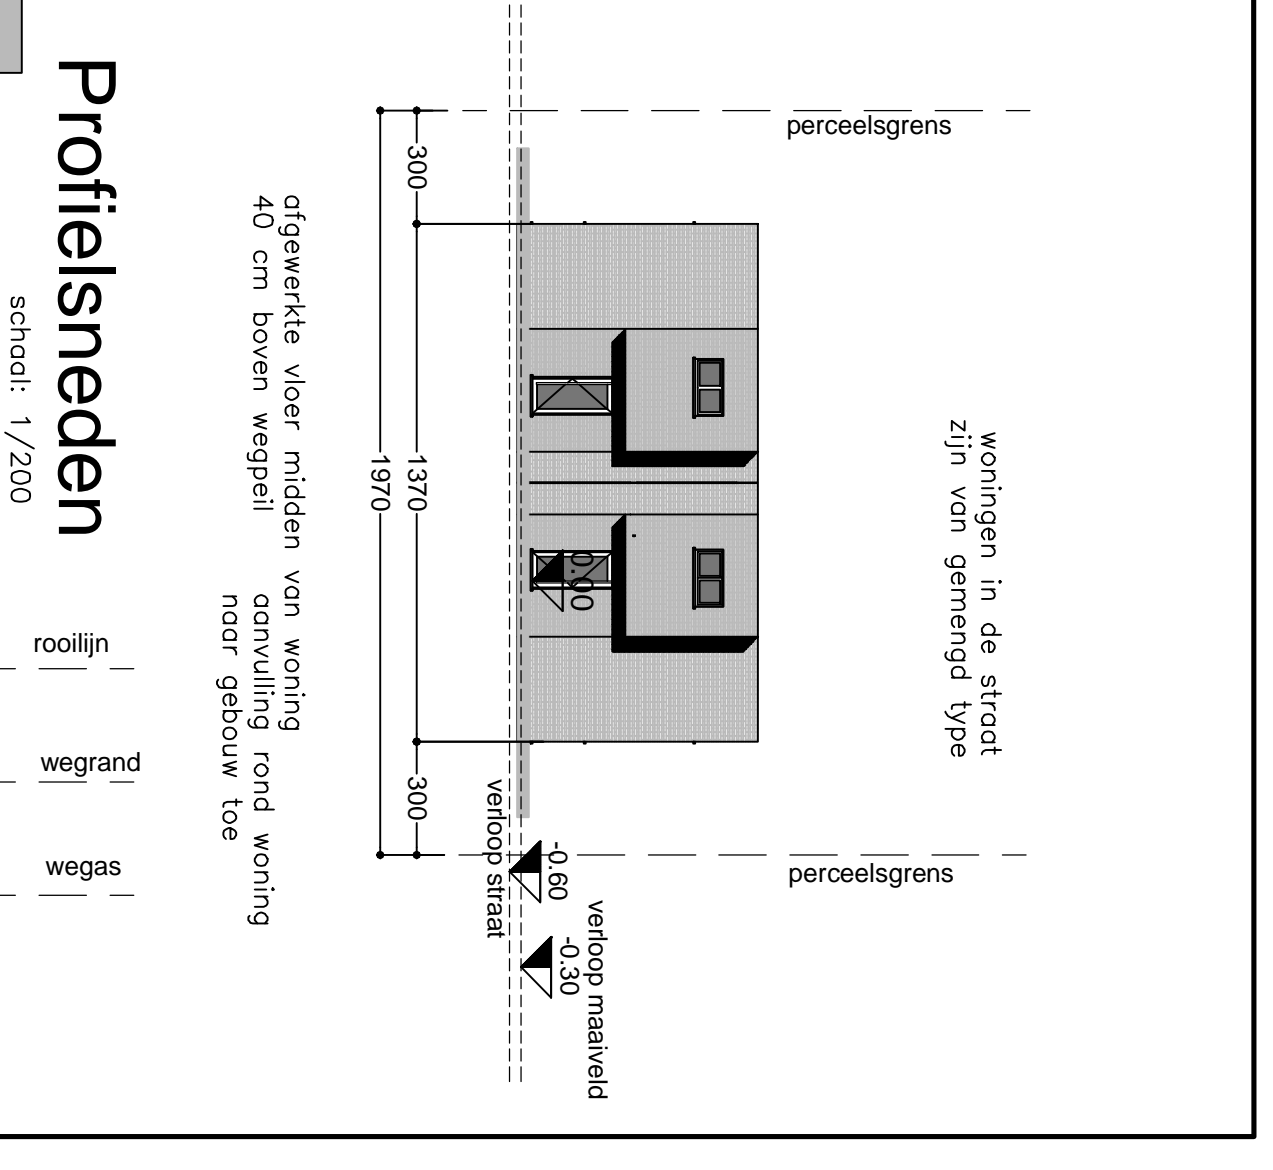 Profielsneden
schaal: 1/200
afgewerkte vloer midden van woning
40 cm boven wegpeil
aanvulling rond woning
naar gebouw toe
woningen in de straat
zijn van gemengd type
perceelsgrens
perceelsgrens
300
1370
300
1970
0.00
-0.60
-0.30
verloop straat
verloop maaiveld
rooilijn
wegrand
wegas